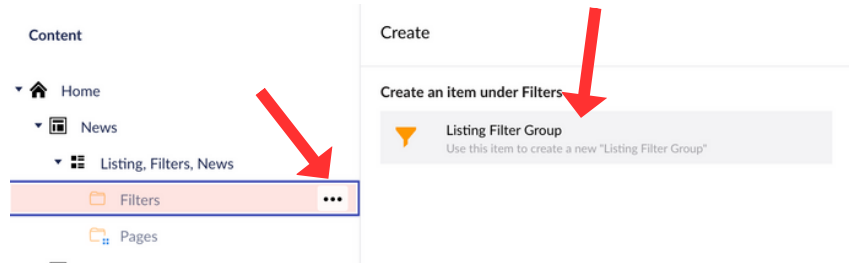 Content
Home
News
Listing, Filters, News
Filters
Pages
Create
Create an item under Filters
Listing Filter Group
Use this item to create a new "Listing Filter Group"